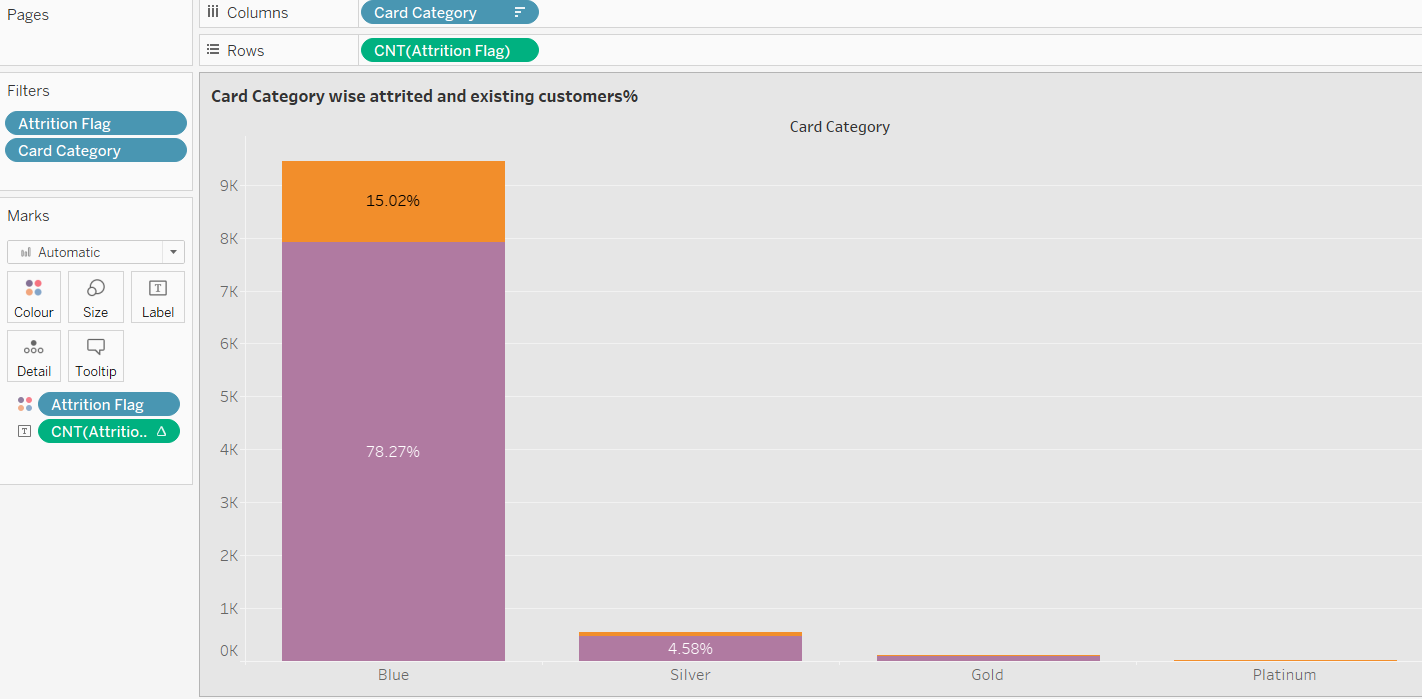 Pages
Columns
Card Category
Rows
CNT(Attrition Flag)
Filters
Attrition Flag
Card Category
Marks
Automatic
Colour
Size
T
Label
Detail
Tooltip
Attrition Flag
T
CNT(Attritio.. Δ
Card Category wise attrited and existing customers%
Card Category
9K
8K
7K
6K
5K
4K
3K
2K
1K
0K
15.02%
78.27%
4.58%
Blue
Silver
Gold
Platinum